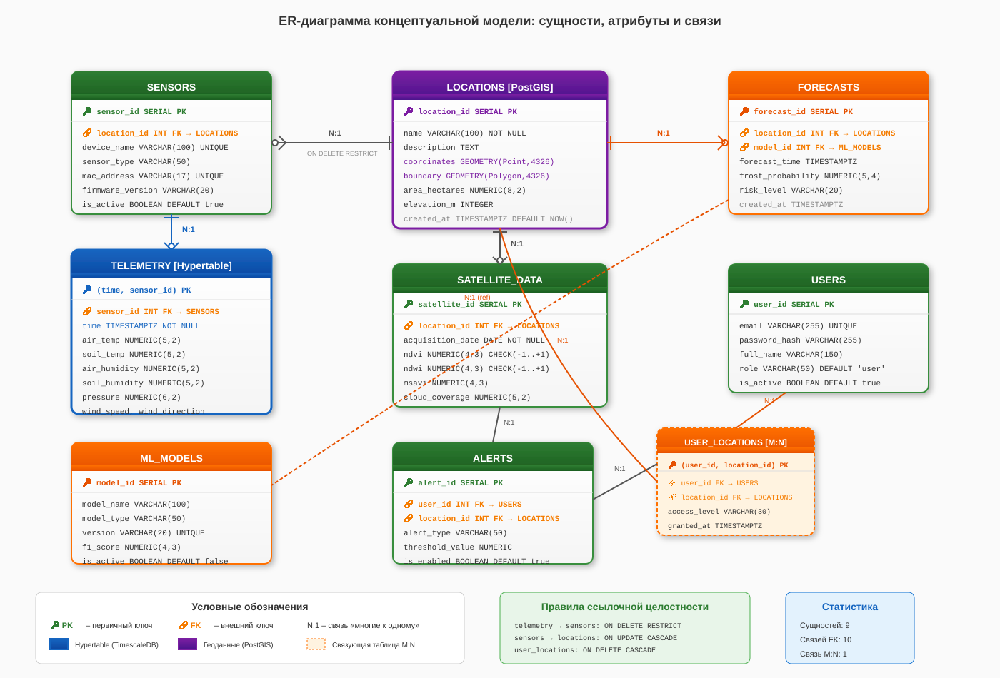 ER-диаграмма концептуальной модели: сущности, атрибуты и связи
SENSORS
sensor_id SERIAL PK
location_id INT FK → LOCATIONS
device_name VARCHAR(100) UNIQUE
sensor_type VARCHAR(50)
mac_address VARCHAR(17) UNIQUE
firmware_version VARCHAR(20)
is_active BOOLEAN DEFAULT true
N:1
ON DELETE RESTRICT
LOCATIONS [PostGIS]
location_id SERIAL PK
name VARCHAR(100) NOT NULL
description TEXT
coordinates GEOMETRY(Point,4326)
boundary GEOMETRY(Polygon,4326)
area_hectares NUMERIC(8,2)
elevation_m INTEGER
created_at TIMESTAMPTZ DEFAULT NOW()
N:1
FORECASTS
forecast_id SERIAL PK
location_id INT FK → LOCATIONS
model_id INT FK → ML_MODELS
forecast_time TIMESTAMPTZ
frost_probability NUMERIC(5,4)
risk_level VARCHAR(20)
created_at TIMESTAMPTZ
N:1
N:1
TELEMETRY [Hypertable]
(time, sensor_id) PK
sensor_id INT FK → SENSORS
time TIMESTAMPTZ NOT NULL
air_temp NUMERIC(5,2)
soil_temp NUMERIC(5,2)
air_humidity NUMERIC(5,2)
soil_humidity NUMERIC(5,2)
pressure NUMERIC(6,2)
wind_speed, wind_direction
SATELLITE_DATA
N:1 (ref)
satellite_id SERIAL PK
location_id INT FK → LOCATIONS
acquisition_date DATE NOT NULL
N:1
ndvi NUMERIC(4,3) CHECK(-1..+1)
ndwi NUMERIC(4,3) CHECK(-1..+1)
msavi NUMERIC(4,3)
cloud_coverage NUMERIC(5,2)
USERS
user_id SERIAL PK
email VARCHAR(255) UNIQUE
password_hash VARCHAR(255)
full_name VARCHAR(150)
role VARCHAR(50) DEFAULT 'user'
is_active BOOLEAN DEFAULT true
N:1
N:1
ML_MODELS
model_id SERIAL PK
model_name VARCHAR(100)
model_type VARCHAR(50)
version VARCHAR(20) UNIQUE
f1_score NUMERIC(4,3)
is_active BOOLEAN DEFAULT false
ALERTS
alert_id SERIAL PK
user_id INT FK → USERS
location_id INT FK → LOCATIONS
alert_type VARCHAR(50)
threshold_value NUMERIC
is_enabled BOOLEAN DEFAULT true
N:1
USER_LOCATIONS [M:N]
(user_id, location_id) PK
user_id FK → USERS
location_id FK → LOCATIONS
access_level VARCHAR(30)
granted_at TIMESTAMPTZ
Условные обозначения
PK – первичный ключ
FK – внешний ключ
N:1 – связь «многие к одному»
Hypertable (TimescaleDB)
Геоданные (PostGIS)
Связующая таблица M:N
Правила ссылочной целостности
telemetry → sensors: ON DELETE RESTRICT
sensors → locations: ON UPDATE CASCADE
user_locations: ON DELETE CASCADE
Статистика
Сущностей: 9
Связей FK: 10
Связь M:N: 1